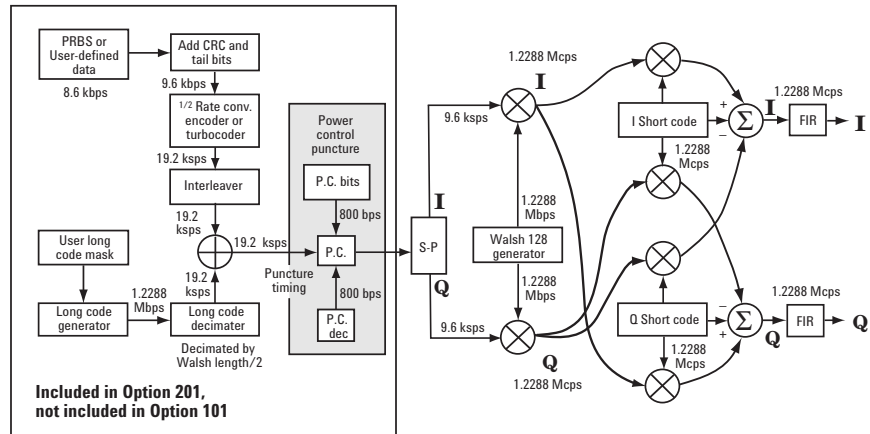 PRBS or
User-defined
data
8.6 kbps
Add CRC and
tail bits
9.6 ksps
1/2 Rate conv.
encoder or
turbocoder
19.2 ksps
Interleaver
19.2
ksps
User long
code mask
19.2 ksps
19.2
ksps
Long code
generator
1.2288
Mbps
Long code
decimater
Decimated by
Walsh length/2
Power
control
puncture
P.C. bits
800 bps
P.C.
Puncture
timing
800 bps
P.C.
dec
Included in Option 201,
not included in Option 101
I
S-P
Q
9.6 ksps
9.6 ksps
1.2288 Mcps
I
1.2288
Mbps
Walsh 128
generator
1.2288
Mbps
Q
1.2288 Mcps
I Short code
1.2288
Mcps
+
−
Σ
1.2288 Mcps
I
FIR
I
Q Short code
1.2288
Mcps
−
+
Σ
1.2288 Mcps
Q
FIR
Q